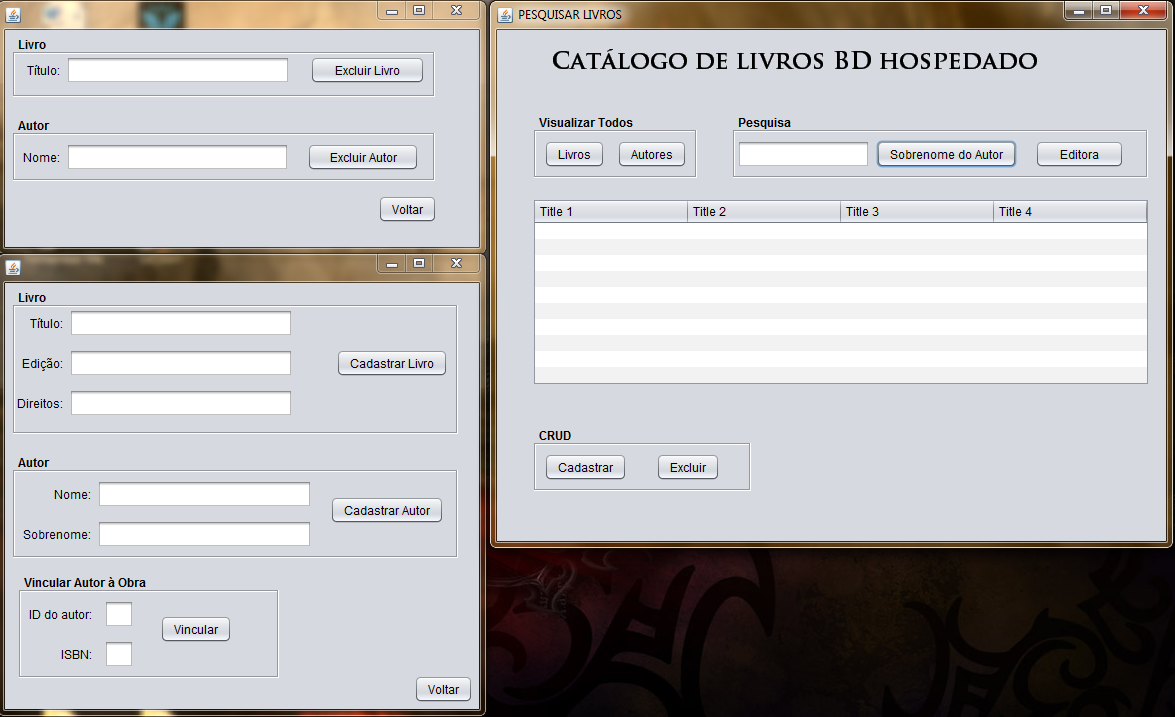 Livro
Título:
Excluir Livro
Autor
Nome:
Excluir Autor
Voltar
Livro
Título:
Edição:
Cadastrar Livro
Direitos:
Autor
Nome:
Cadastrar Autor
Sobrenome:
Vincular Autor à Obra
ID do autor:
Vincular
ISBN:
Voltar
PESQUISAR LIVROS
CATÁLOGO DE LIVROS BD HOSPEDADO
Visualizar Todos
Livros Autores
Pesquisa
Sobrenome do Autor Editora
Title 1 Title 2 Title 3 Title 4
CRUD
Cadastrar Excluir